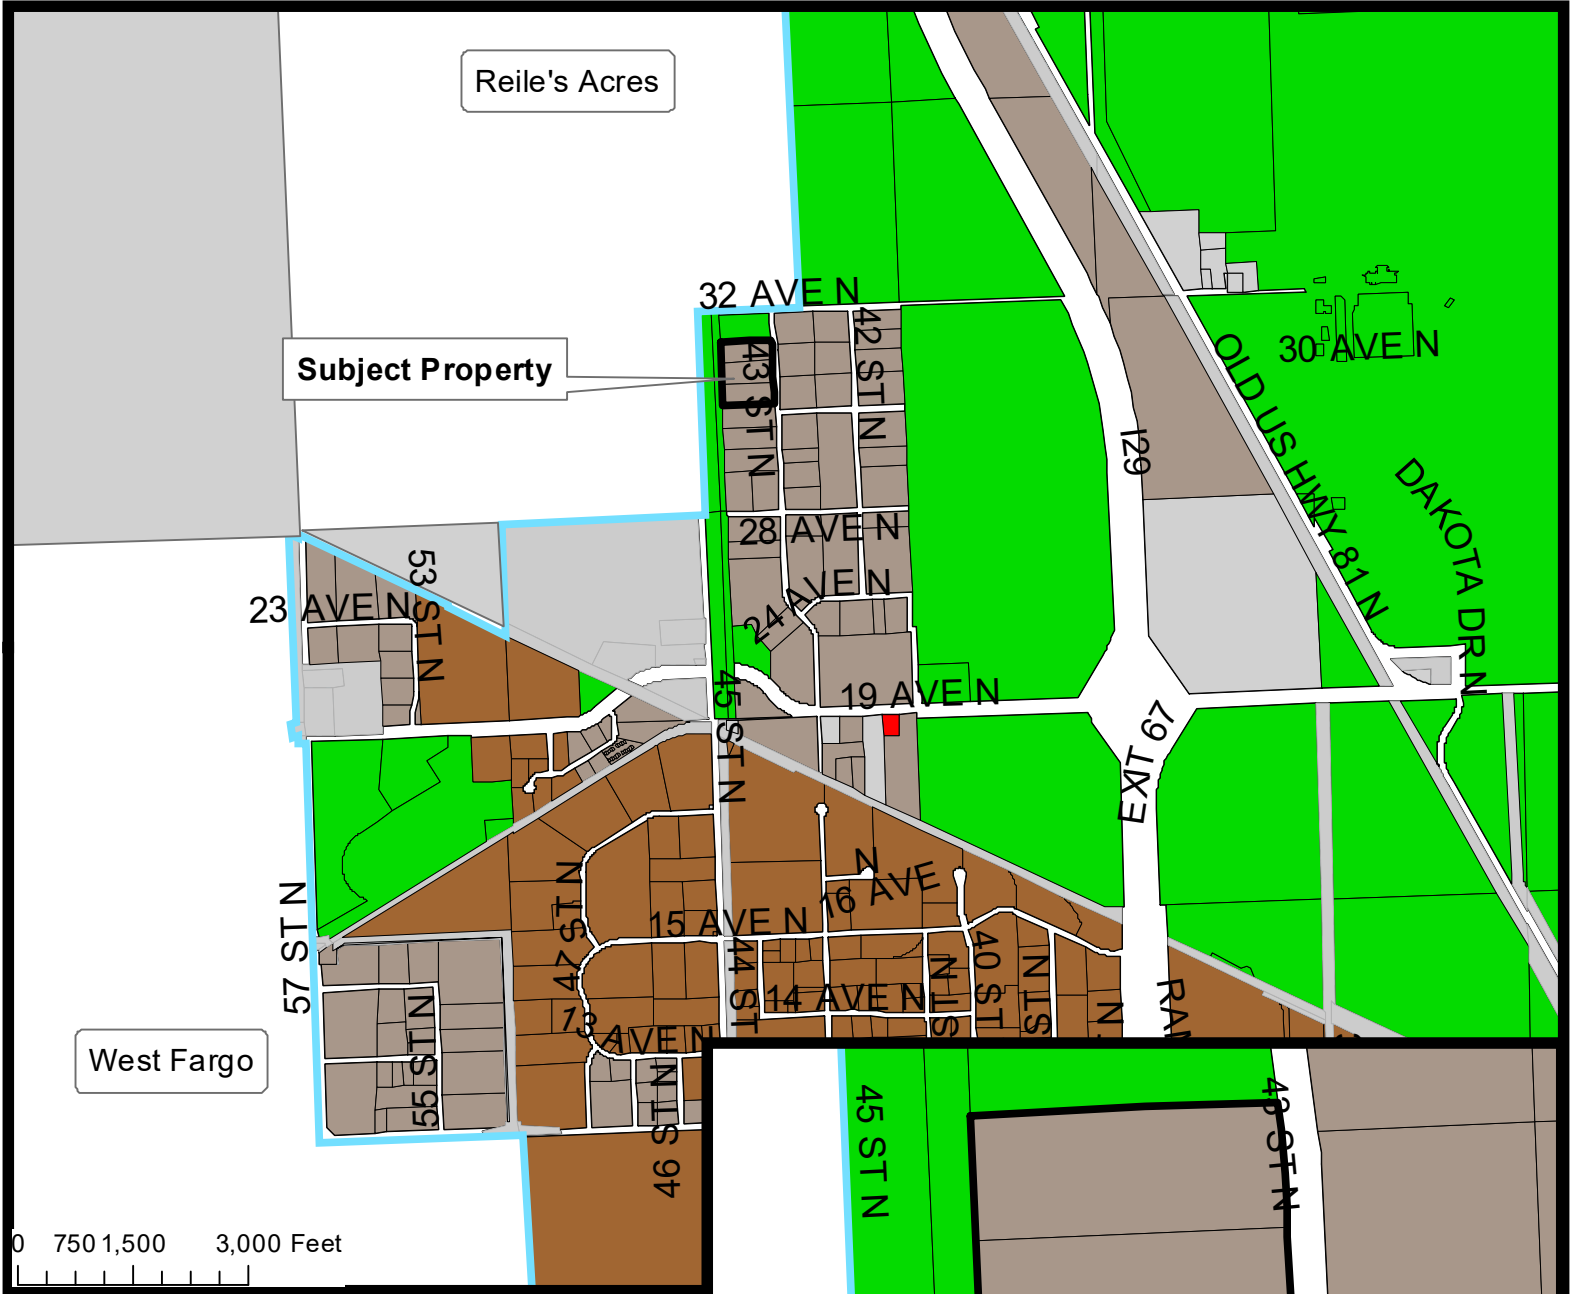 Reile's Acres
32 AVE N
42 ST N
43 ST N
Subject Property
30 AVE N
OLD US HWY 81 N
I29
DAKOTA DR N
28 AVE N
53 ST N
24 AVE N
23 AVE N
45 ST N
19 AVE N
EXIT 67
N
16 AVE
15 AVE N
57 ST N
47 ST N
44 ST
14 AVE N
ST N
40 ST
ST N
N
13 AVE N
55 ST N
West Fargo
46 ST N
45 ST N
43 ST N
0 750 1,500 3,000 Feet